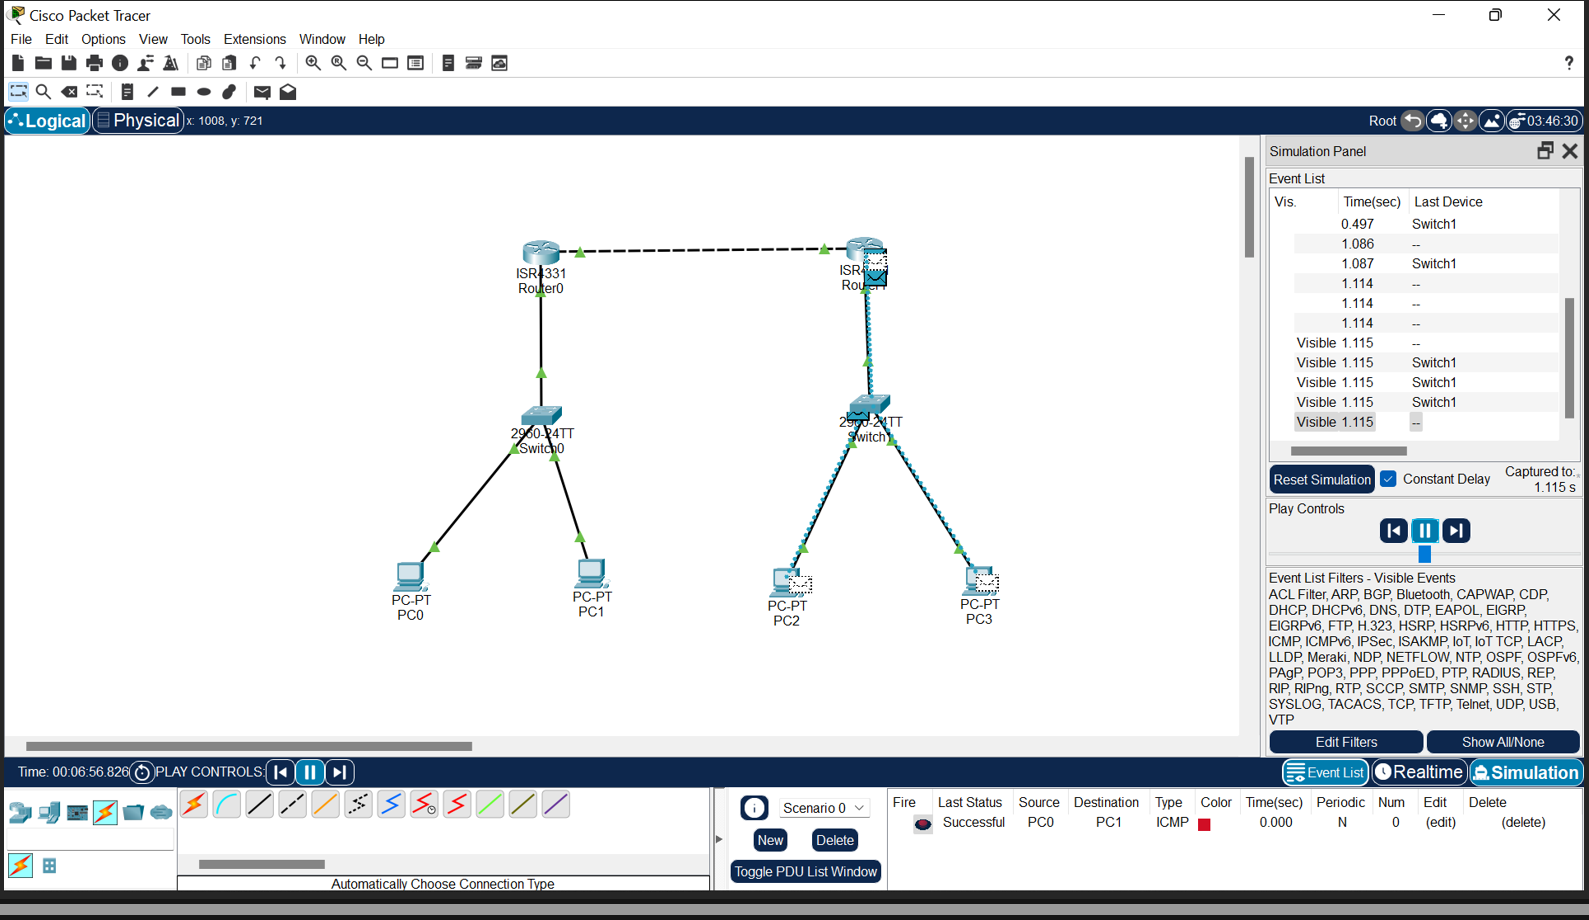 Cisco Packet Tracer
File Edit Options View Tools Extensions Window Help
?
Logical Physical x: 1008, y: 721
Root 03:46:30
Simulation Panel
Event List
Vis. Time(sec) Last Device
0.497 Switch1
1.086 --
1.087 Switch1
1.114 --
1.114 --
1.114 --
Visible 1.115 --
Visible 1.115 Switch1
Visible 1.115 Switch1
Visible 1.115 Switch1
Visible 1.115 --
Reset Simulation Constant Delay Captured to:
1.115 s
Play Controls
Event List Filters - Visible Events
ACL Filter, ARP, BGP, Bluetooth, CAPWAP, CDP,
DHCP, DHCPv6, DNS, DTP, EAPOL, EIGRP,
EIGRPv6, FTP, H.323, HSRP, HSRPv6, HTTP, HTTPS,
ICMP, ICMPv6, IPSec, ISAKMP, IoT, IoT TCP, LACP,
LLDP, Meraki, NDP, NETFLOW, NTP, OSPF, OSPFv6,
PAgP, POP3, PPP, PPPoED, PTP, RADIUS, REP,
RIP, RIPng, RTP, SCCP, SMTP, SNMP, SSH, STP,
SYSLOG, TACACS, TCP, TFTP, Telnet, UDP, USB,
VTP
Edit Filters Show All/None
ISR4331
Router0
2960-24TT
Switch0
2960-24TT
PC-PT
PC0
PC-PT
PC1
PC-PT
PC2
PC-PT
PC3
Time: 00:06:56.826 PLAY CONTROLS:
Event List Realtime Simulation
Automatically Choose Connection Type
Scenario 0
New Delete
Toggle PDU List Window
Fire Last Status Source Destination Type Color Time(sec) Periodic Num Edit Delete
Successful PC0 PC1 ICMP 0.000 N 0 (edit) (delete)